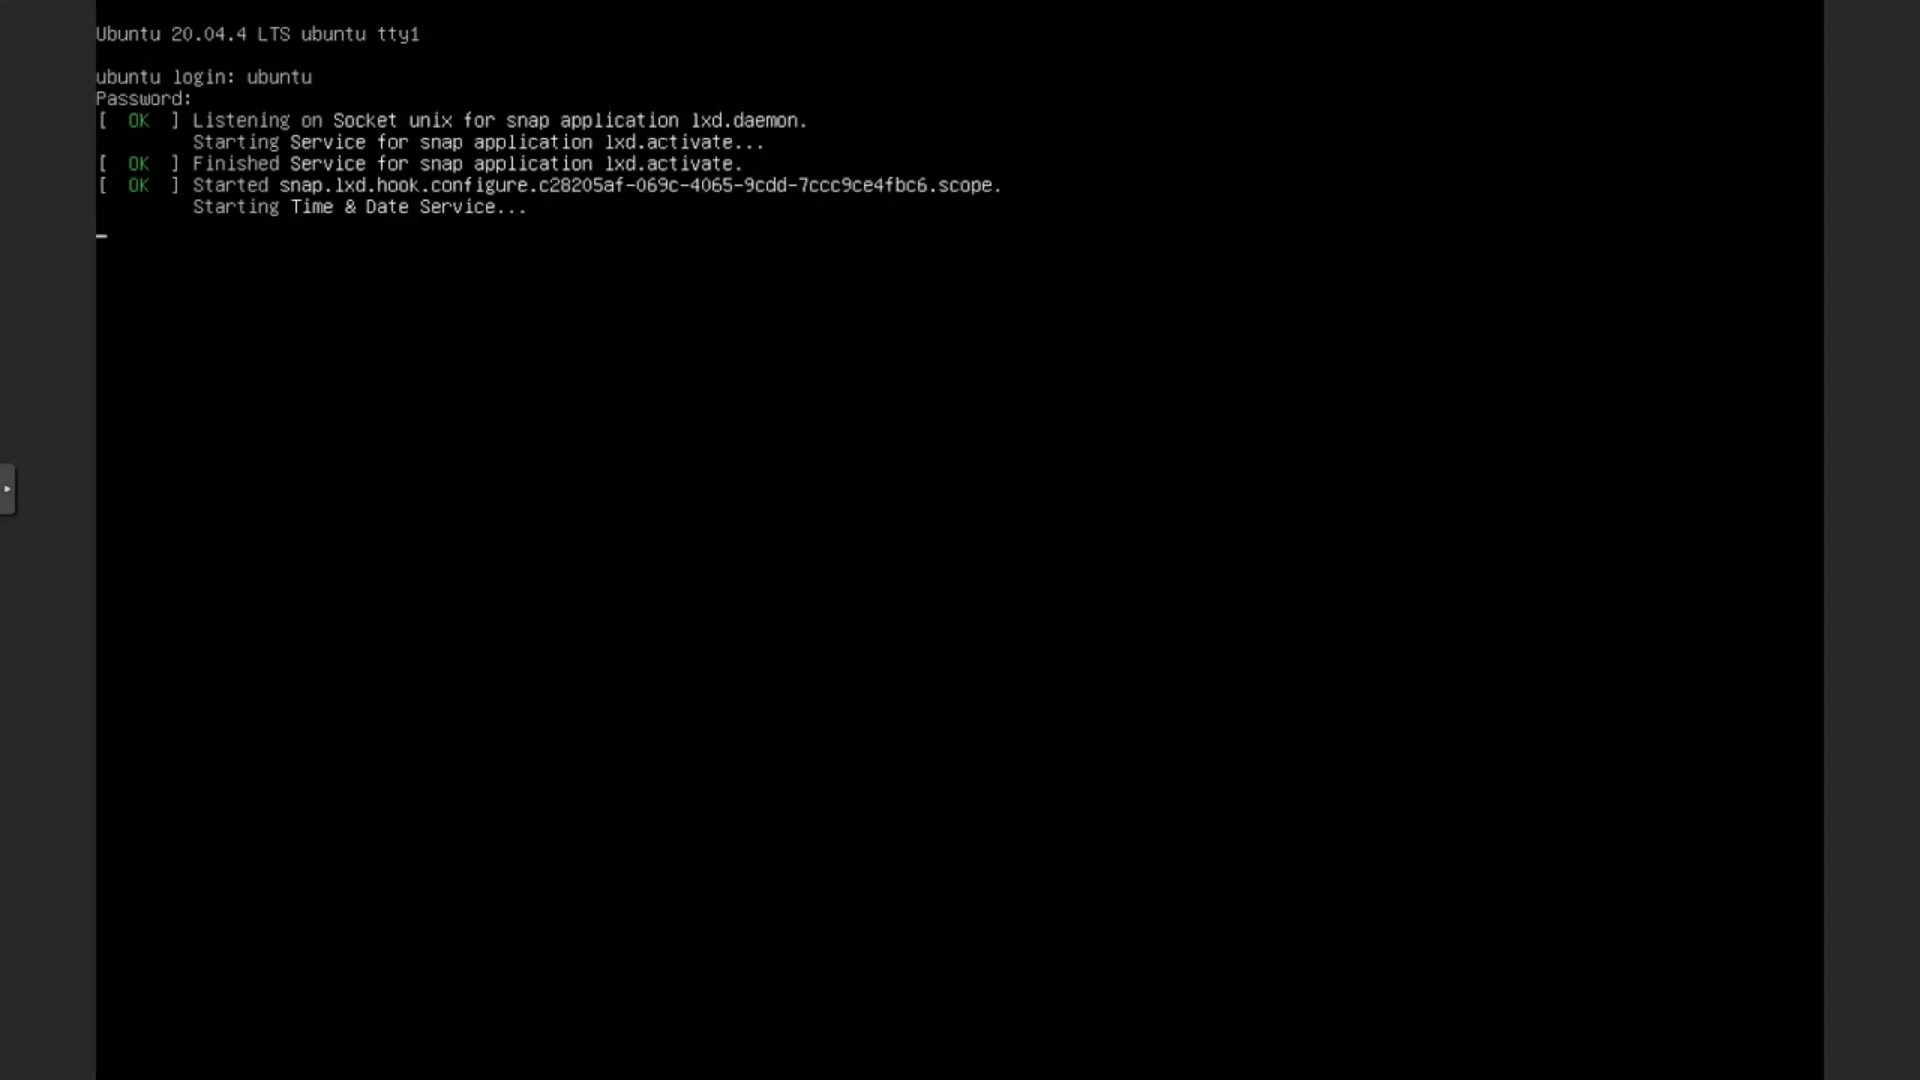 Ubuntu 20.04.4 LTS ubuntu tty1
ubuntu login: ubuntu
Password:
[  OK  ] Listening on Socket unix for snap application lxd.daemon.
Starting Service for snap application lxd.activate...
[  OK  ] Finished Service for snap application lxd.activate.
[  OK  ] Started snap.lxd.hook.configure.c28205af-069c-4065-9cdd-7ccc9ce4fbc6.scope.
Starting Time & Date Service...